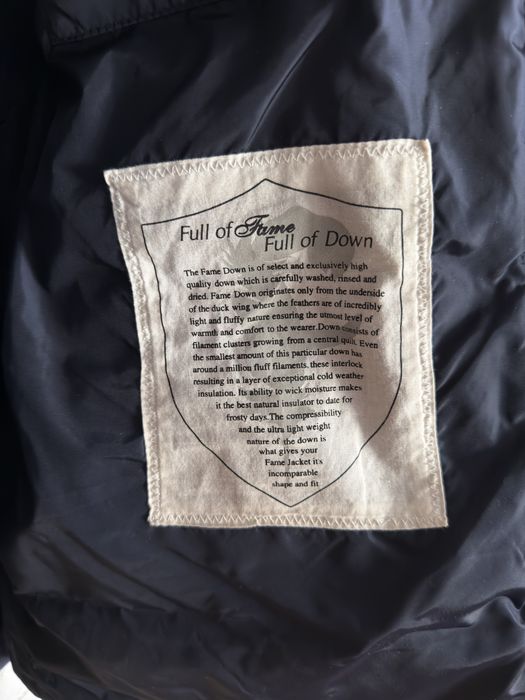 Full of Fame
Full of Down
The Fame Down is of select and exclusively high
quality down which is carefully washed, rinsed and
dried. Fame Down originates only from the underside
of the duck wing where the feathers are of incredibly
light and fluffy nature ensuring the utmost level of
warmth and comfort to the wearer.Down consists of
filament clusters growing from a central quill. Even
the smallest amount of this particular down has
around a million fluff filaments, these interlock
resulting in a layer of exceptional cold weather
insulation. Its ability to wick moisture makes
it the best natural insulator to date for
frosty days.The compressibility
and the ultra light weight
nature of the down is
what gives your
Fame Jacket it's
incomparable
shape and fit